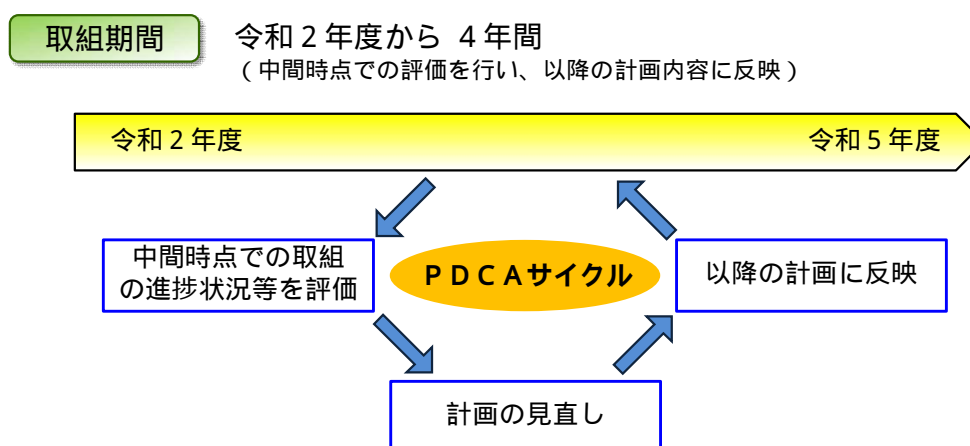 取組期間
令和２年度から ４年間
（中間時点での評価を行い、以降の計画内容に反映）
令和２年度
令和５年度
中間時点での取組
の進捗状況等を評価
ＰＤＣＡサイクル
以降の計画に反映
計画の見直し